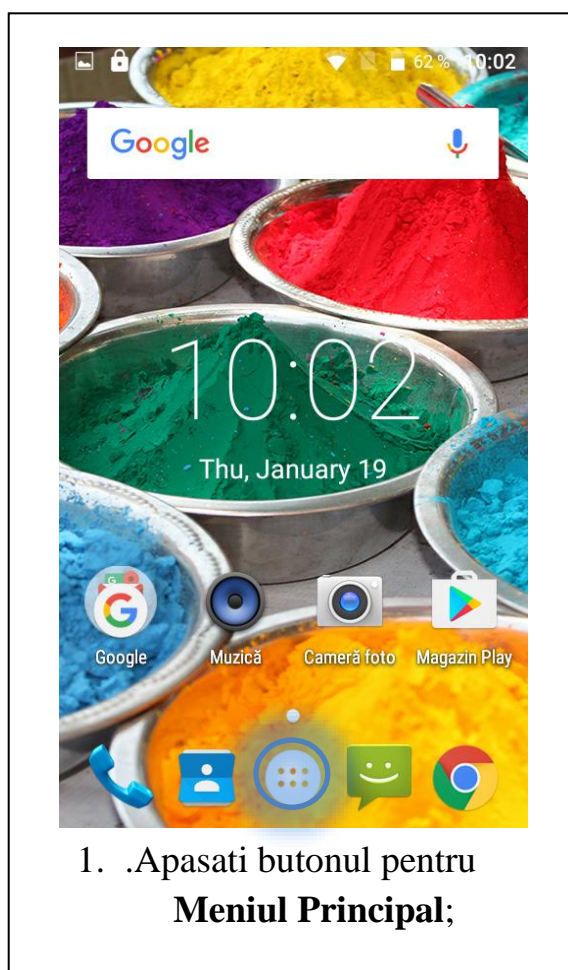 62 % 10:02
Google
10:02
Thu, January 19
G
G
Google Muzică Cameră foto Magazin Play
1. .Apasati butonul pentru
Meniul Principal;